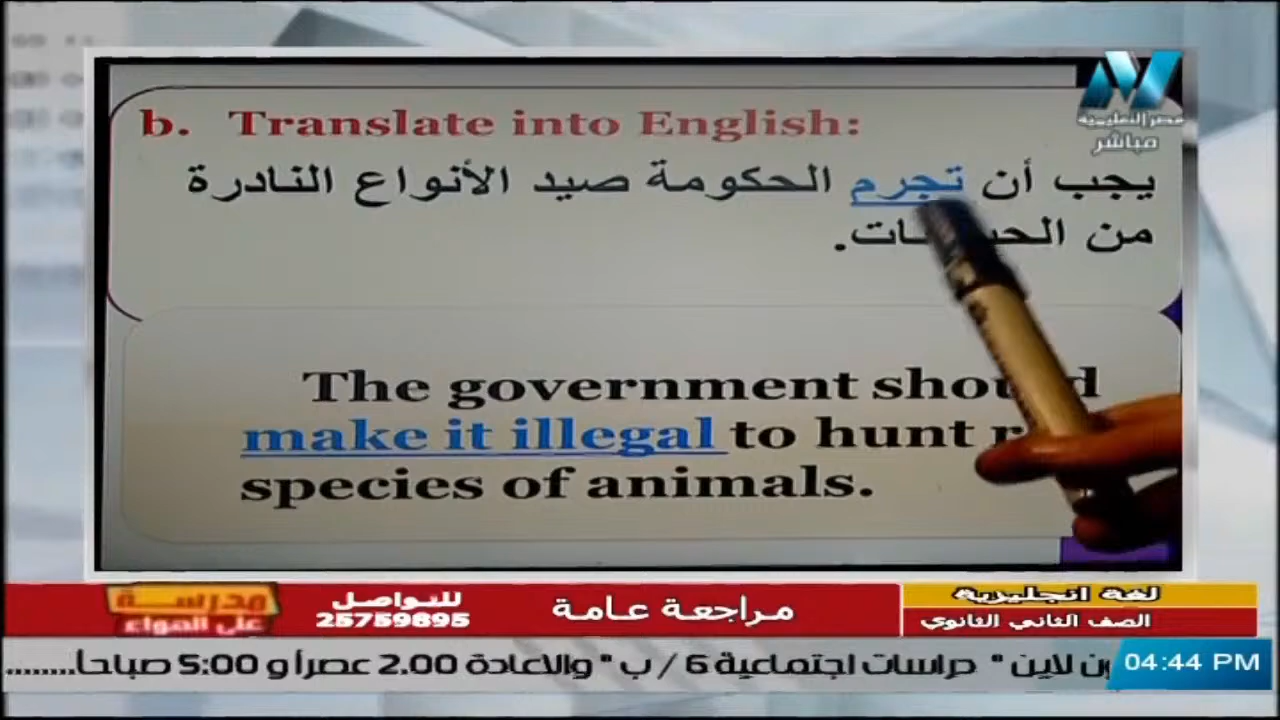 b. Translate into English:
يجب أن تجرم الحكومة صيد الأنواع النادرة
من
The government
make it illegal to hunt
species of animals.
مصر التعليمية
مباشر
مدرسة
على الهواء
للتواصل
25759895
مراجعة عامة
لغة انجليزية
الصف الثاني الثانوي
ون لاين " دراسات اجتماعية 6 / ب " والاعادة 2.00 عصرا و 5:00 صباحا........
04:44 PM